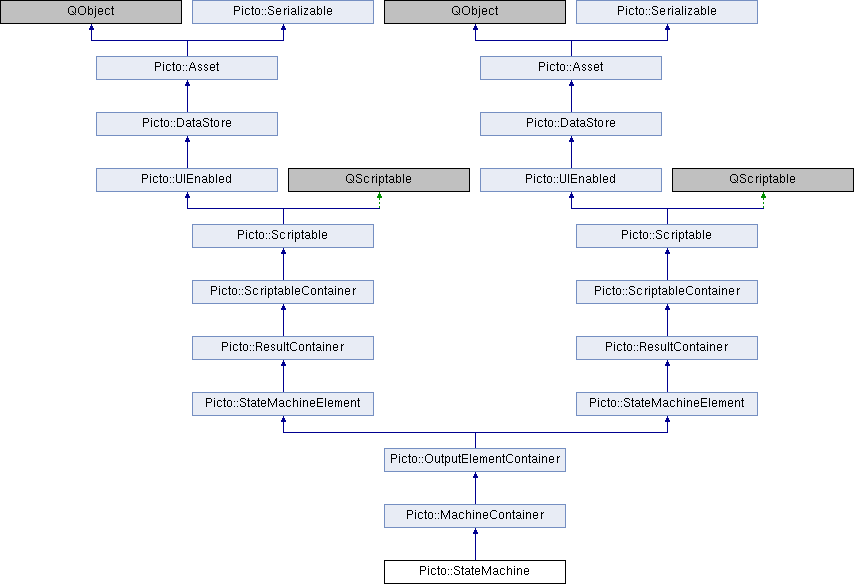 QObject
Picto::Serializable
QObject
Picto::Serializable
Picto::Asset
Picto::Asset
Picto::DataStore
Picto::DataStore
Picto::UIEnabled
QScriptable
Picto::UIEnabled
QScriptable
Picto::Scriptable
Picto::Scriptable
Picto::ScriptableContainer
Picto::ScriptableContainer
Picto::ResultContainer
Picto::ResultContainer
Picto::StateMachineElement
Picto::StateMachineElement
Picto::OutputElementContainer
Picto::MachineContainer
Picto::StateMachine